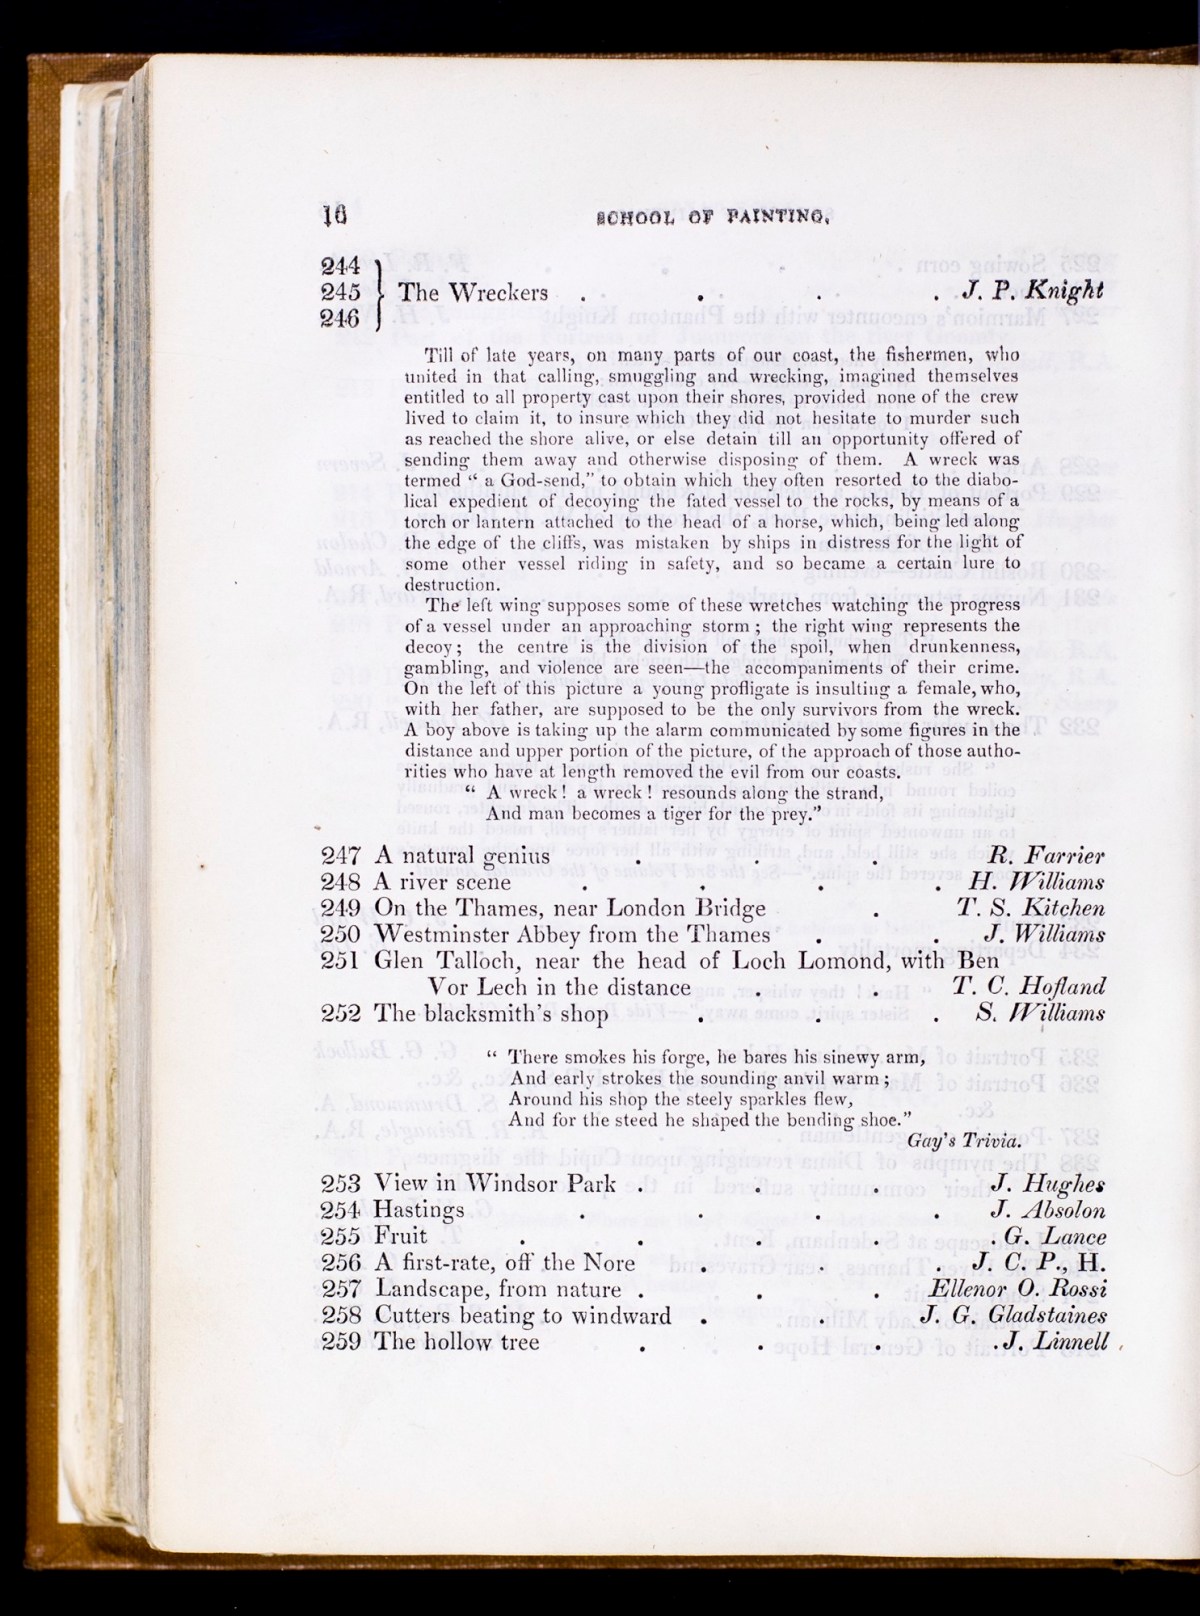 16 SCHOOL OF PAINTING.
244
245 } The Wreckers . . . . J. P. Knight
246
Till of late years, on many parts of our coast, the fishermen, who
united in that calling, smuggling and wrecking, imagined themselves
entitled to all property cast upon their shores, provided none of the crew
lived to claim it, to insure which they did not hesitate to murder such
as reached the shore alive, or else detain till an opportunity offered of
sending them away and otherwise disposing of them. A wreck was
termed “ a God-send,” to obtain which they often resorted to the diabo-
lical expedient of decoying the fated vessel to the rocks, by means of a
torch or lantern attached to the head of a horse, which, being led along
the edge of the cliffs, was mistaken by ships in distress for the light of
some other vessel riding in safety, and so became a certain lure to
destruction.
The left wing supposes some of these wretches watching the progress
of a vessel under an approaching storm ; the right wing represents the
decoy ; the centre is the division of the spoil, when drunkenness,
gambling, and violence are seen—the accompaniments of their crime.
On the left of this picture a young profligate is insulting a female, who,
with her father, are supposed to be the only survivors from the wreck.
A boy above is taking up the alarm communicated by some figures in the
distance and upper portion of the picture, of the approach of those autho-
rities who have at length removed the evil from our coasts.
“ A wreck ! a wreck ! resounds along the strand,
And man becomes a tiger for the prey.”
247 A natural genius . . . R. Farrier
248 A river scene . . . . H. Williams
249 On the Thames, near London Bridge . T. S. Kitchen
250 Westminster Abbey from the Thames . . J. Williams
251 Glen Talloch, near the head of Loch Lomond, with Ben
Vor Lech in the distance . . T. C. Hofland
252 The blacksmith’s shop . . . S. Williams
“ There smokes his forge, he bares his sinewy arm,
And early strokes the sounding anvil warm ;
Around his shop the steely sparkles flew,
And for the steed he shaped the bending shoe.”
Gay’s Trivia.
253 View in Windsor Park . . . J. Hughes
254 Hastings . . . . J. Absolon
255 Fruit . . . . . G. Lance
256 A first-rate, off the Nore . . . J. C. P., H.
257 Landscape, from nature . . . Ellenor O. Rossi
258 Cutters beating to windward . . J. G. Gladstaines
259 The hollow tree . . . . J. Linnell